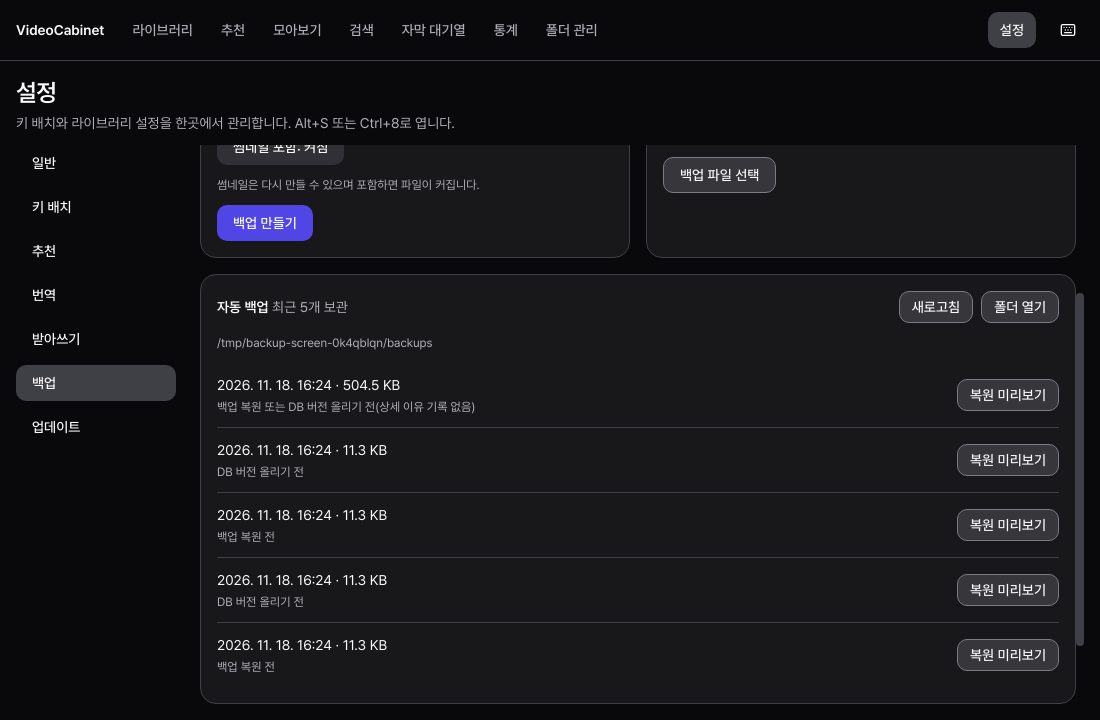 VideoCabinet 라이브러리 추천 모아보기 검색 자막 대기열 통계 폴더 관리 설정
설정
키 배치와 라이브러리 설정을 한곳에서 관리합니다. Alt+S 또는 Ctrl+8로 엽니다.
일반
키 배치
추천
번역
받아쓰기
백업
업데이트
썸네일 포함: 켜짐
썸네일은 다시 만들 수 있으며 포함하면 파일이 커집니다.
백업 만들기
백업 파일 선택
자동 백업 최근 5개 보관 새로고침 폴더 열기
/tmp/backup-screen-0k4qblqn/backups
2026. 11. 18. 16:24 · 504.5 KB
백업 복원 또는 DB 버전 올리기 전(상세 이유 기록 없음)
복원 미리보기
2026. 11. 18. 16:24 · 11.3 KB
DB 버전 올리기 전
복원 미리보기
2026. 11. 18. 16:24 · 11.3 KB
백업 복원 전
복원 미리보기
2026. 11. 18. 16:24 · 11.3 KB
DB 버전 올리기 전
복원 미리보기
2026. 11. 18. 16:24 · 11.3 KB
백업 복원 전
복원 미리보기